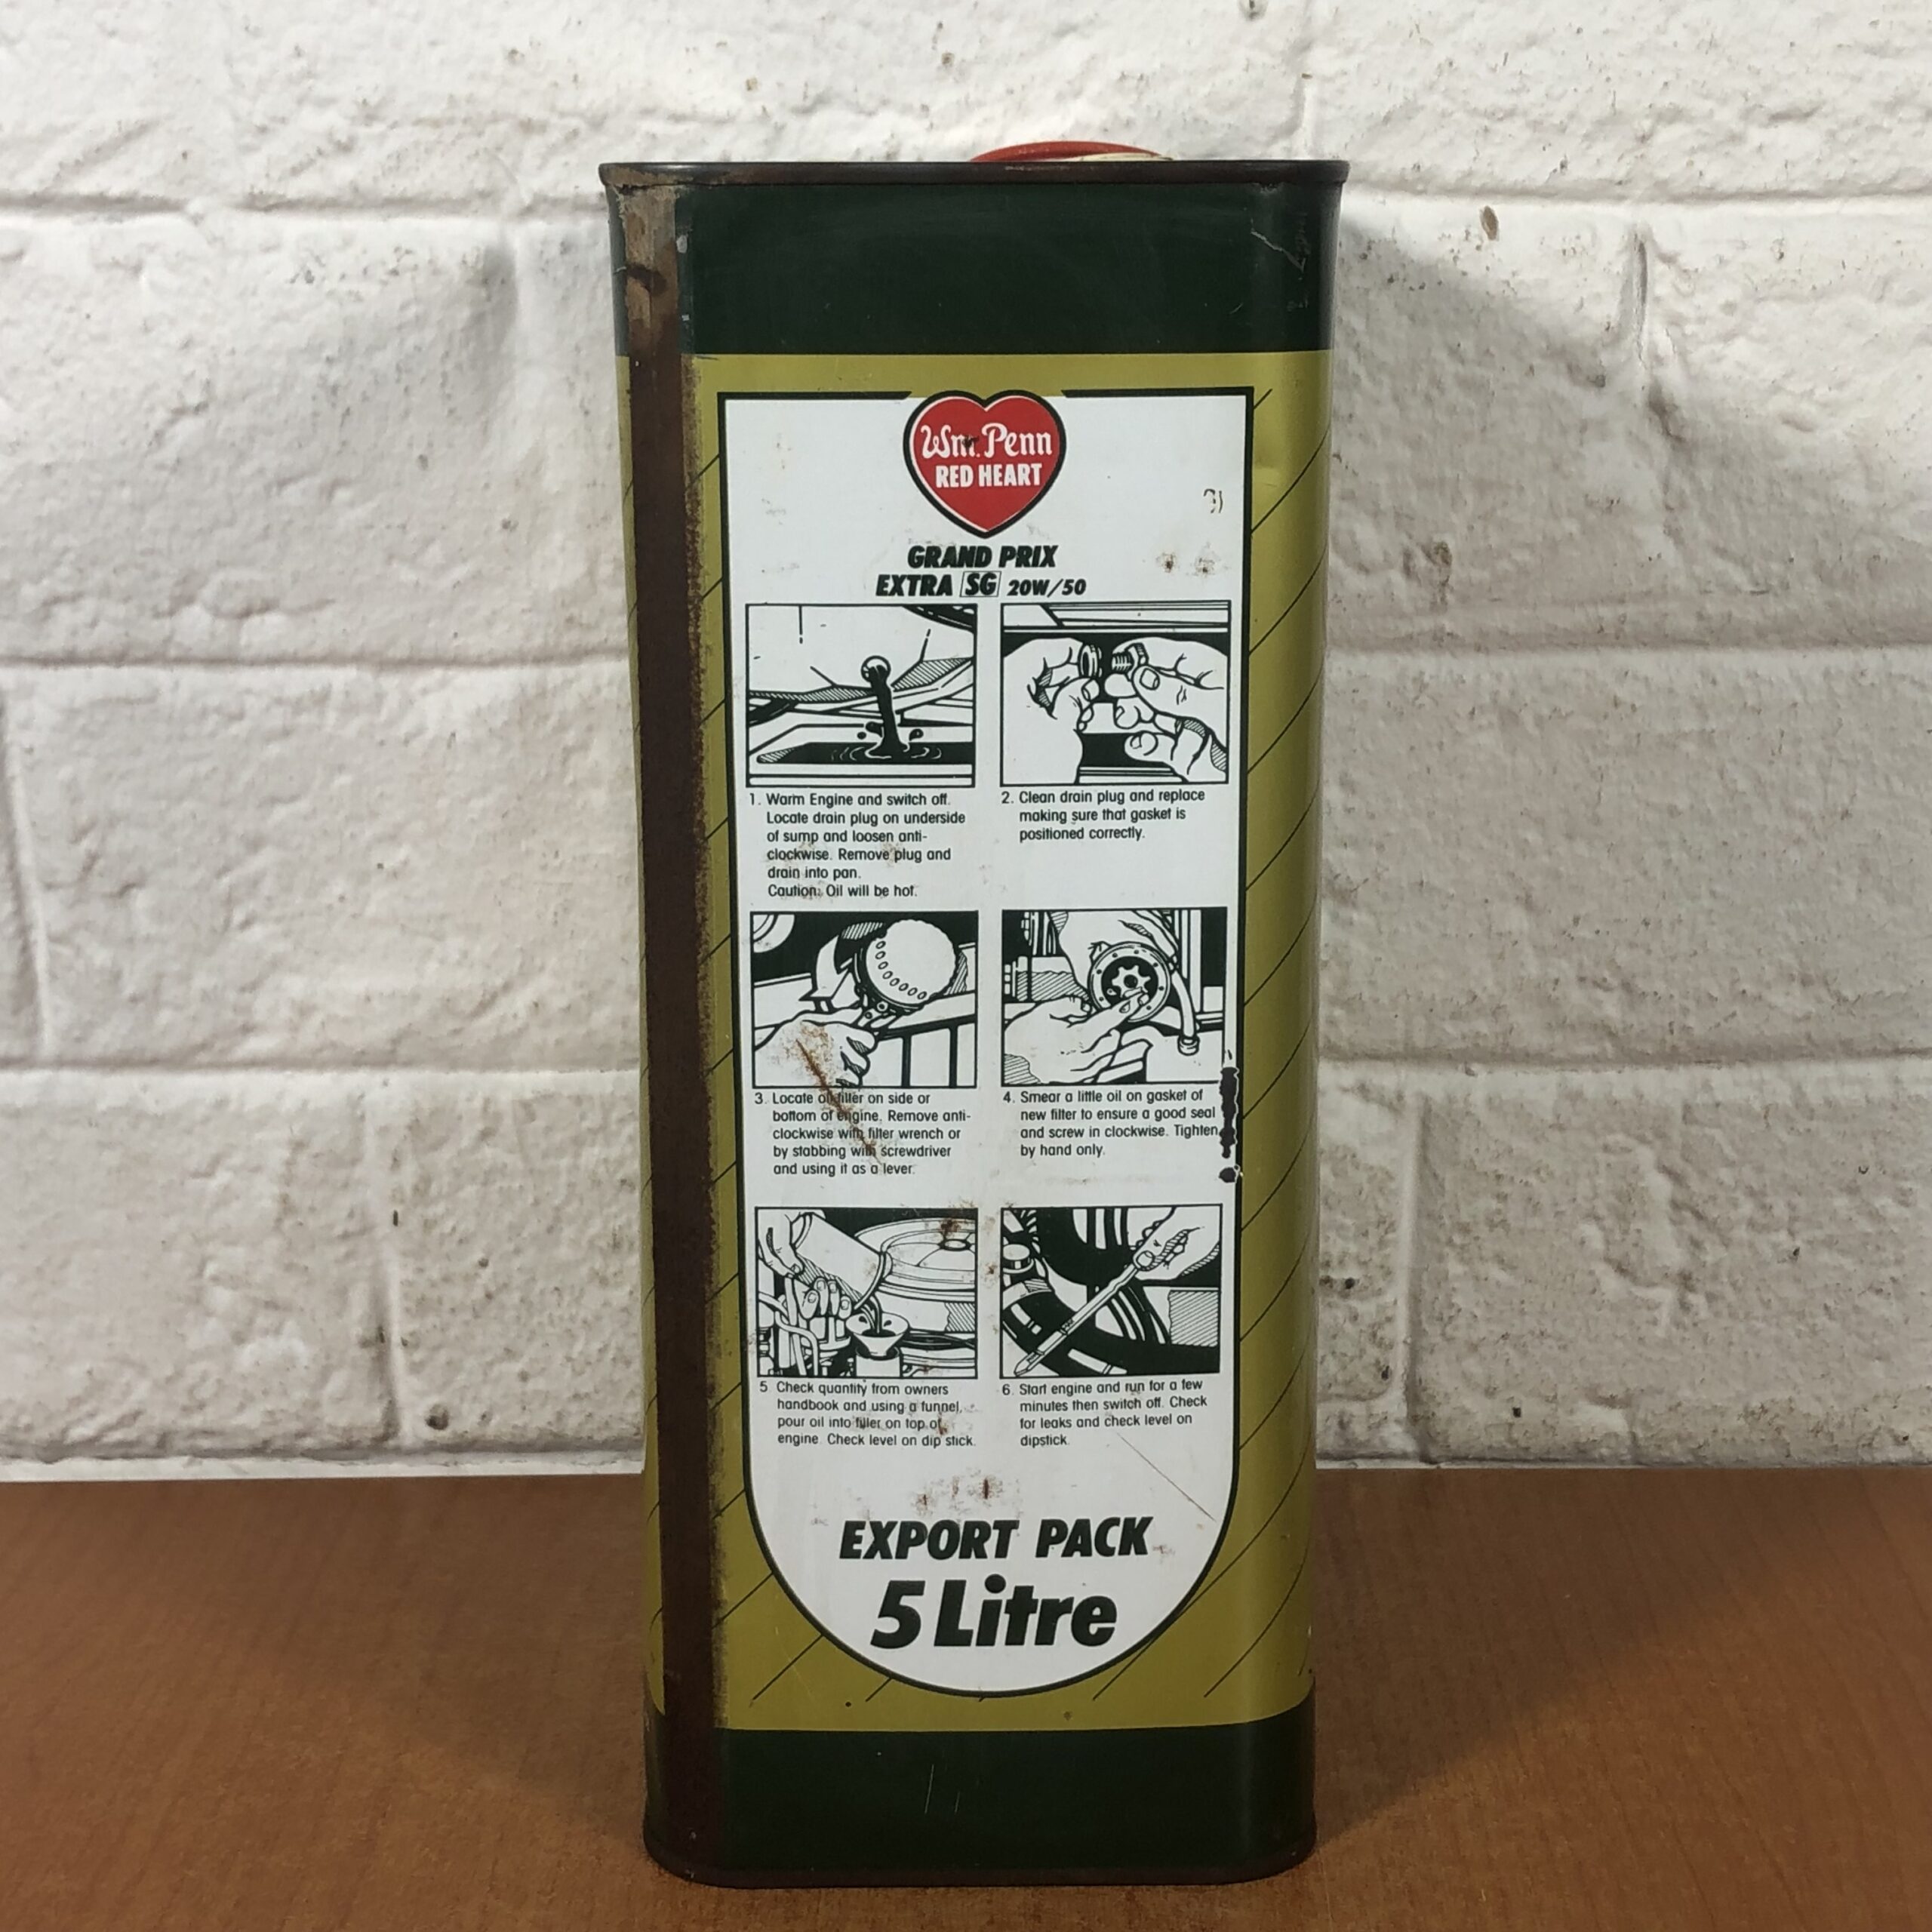 Wm. Penn
RED HEART
GRAND PRIX
EXTRA SG 20W/50
1. Warm Engine and switch off.
Locate drain plug on underside
of sump and loosen anti-
clockwise. Remove plug and
drain into pan.
Caution: Oil will be hot.
2. Clean drain plug and replace
making sure that gasket is
positioned correctly.
3. Locate oil filler on side or
bottom of engine. Remove anti-
clockwise with filter wrench or
by stabbing with screwdriver
and using it as a lever.
4. Smear a little oil on gasket of
new filter to ensure a good seal
and screw in clockwise. Tighten
by hand only.
5 Check quantity from owners
handbook and using a funnel,
pour oil into filler on top of
engine. Check level on dip stick.
6. Start engine and run for a few
minutes then switch off. Check
for leaks and check level on
dipstick.
EXPORT PACK
5 Litre